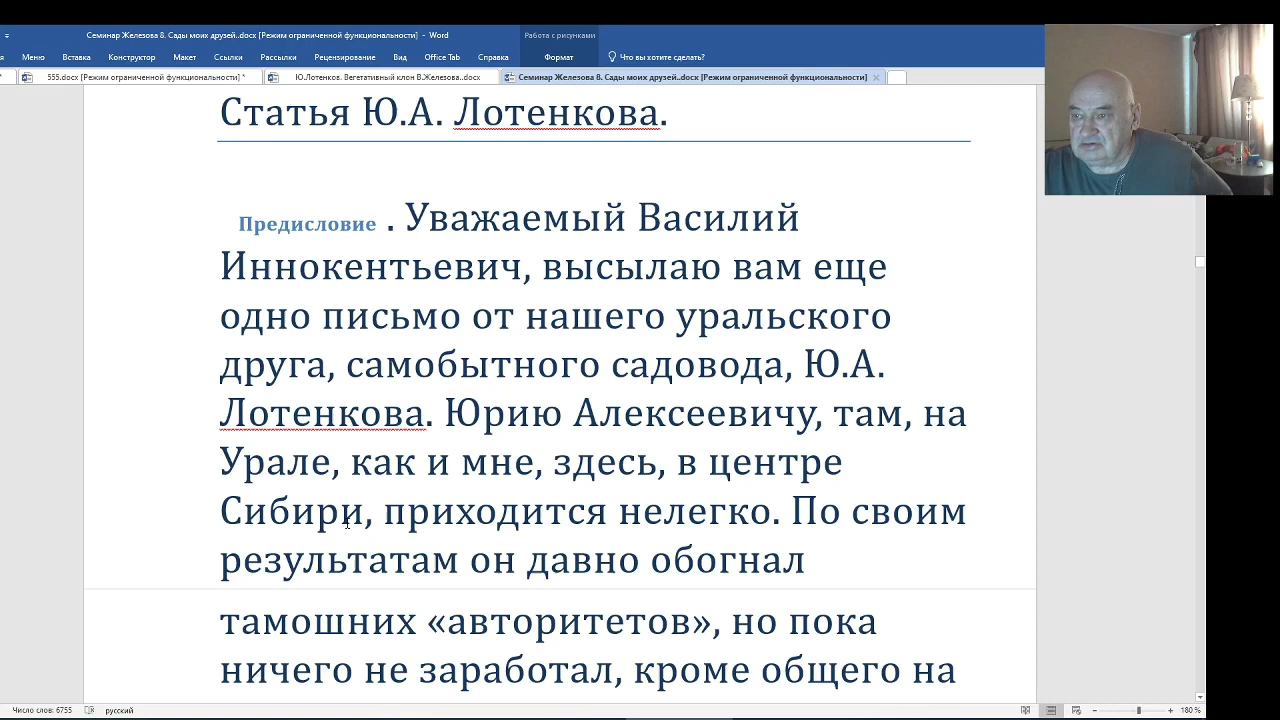 Семинар Железова 8. Сады моих друзей..docx [Режим ограниченной функциональности] - Word
Работа с рисунками
Меню Вставка Конструктор Макет Ссылки Рассылки Рецензирование Вид Office Tab Справка Формат Что вы хотите сделать?
555.docx [Режим ограниченной функциональности] * Ю.Лотенков. Вегетативный клон В.Железова..docx Семинар Железова 8. Сады моих друзей..docx [Режим ограниченной функциональности]
Статья Ю.А. Лотенкова.
Предисловие . Уважаемый Василий
Иннокентьевич, высылаю вам еще
одно письмо от нашего уральского
друга, самобытного садовода, Ю.А.
Лотенкова. Юрию Алексеевичу, там, на
Урале, как и мне, здесь, в центре
Сибири, приходится нелегко. По своим
результатам он давно обогнал
тамошних «авторитетов», но пока
ничего не заработал, кроме общего на
Число слов: 6755 русский 180 %